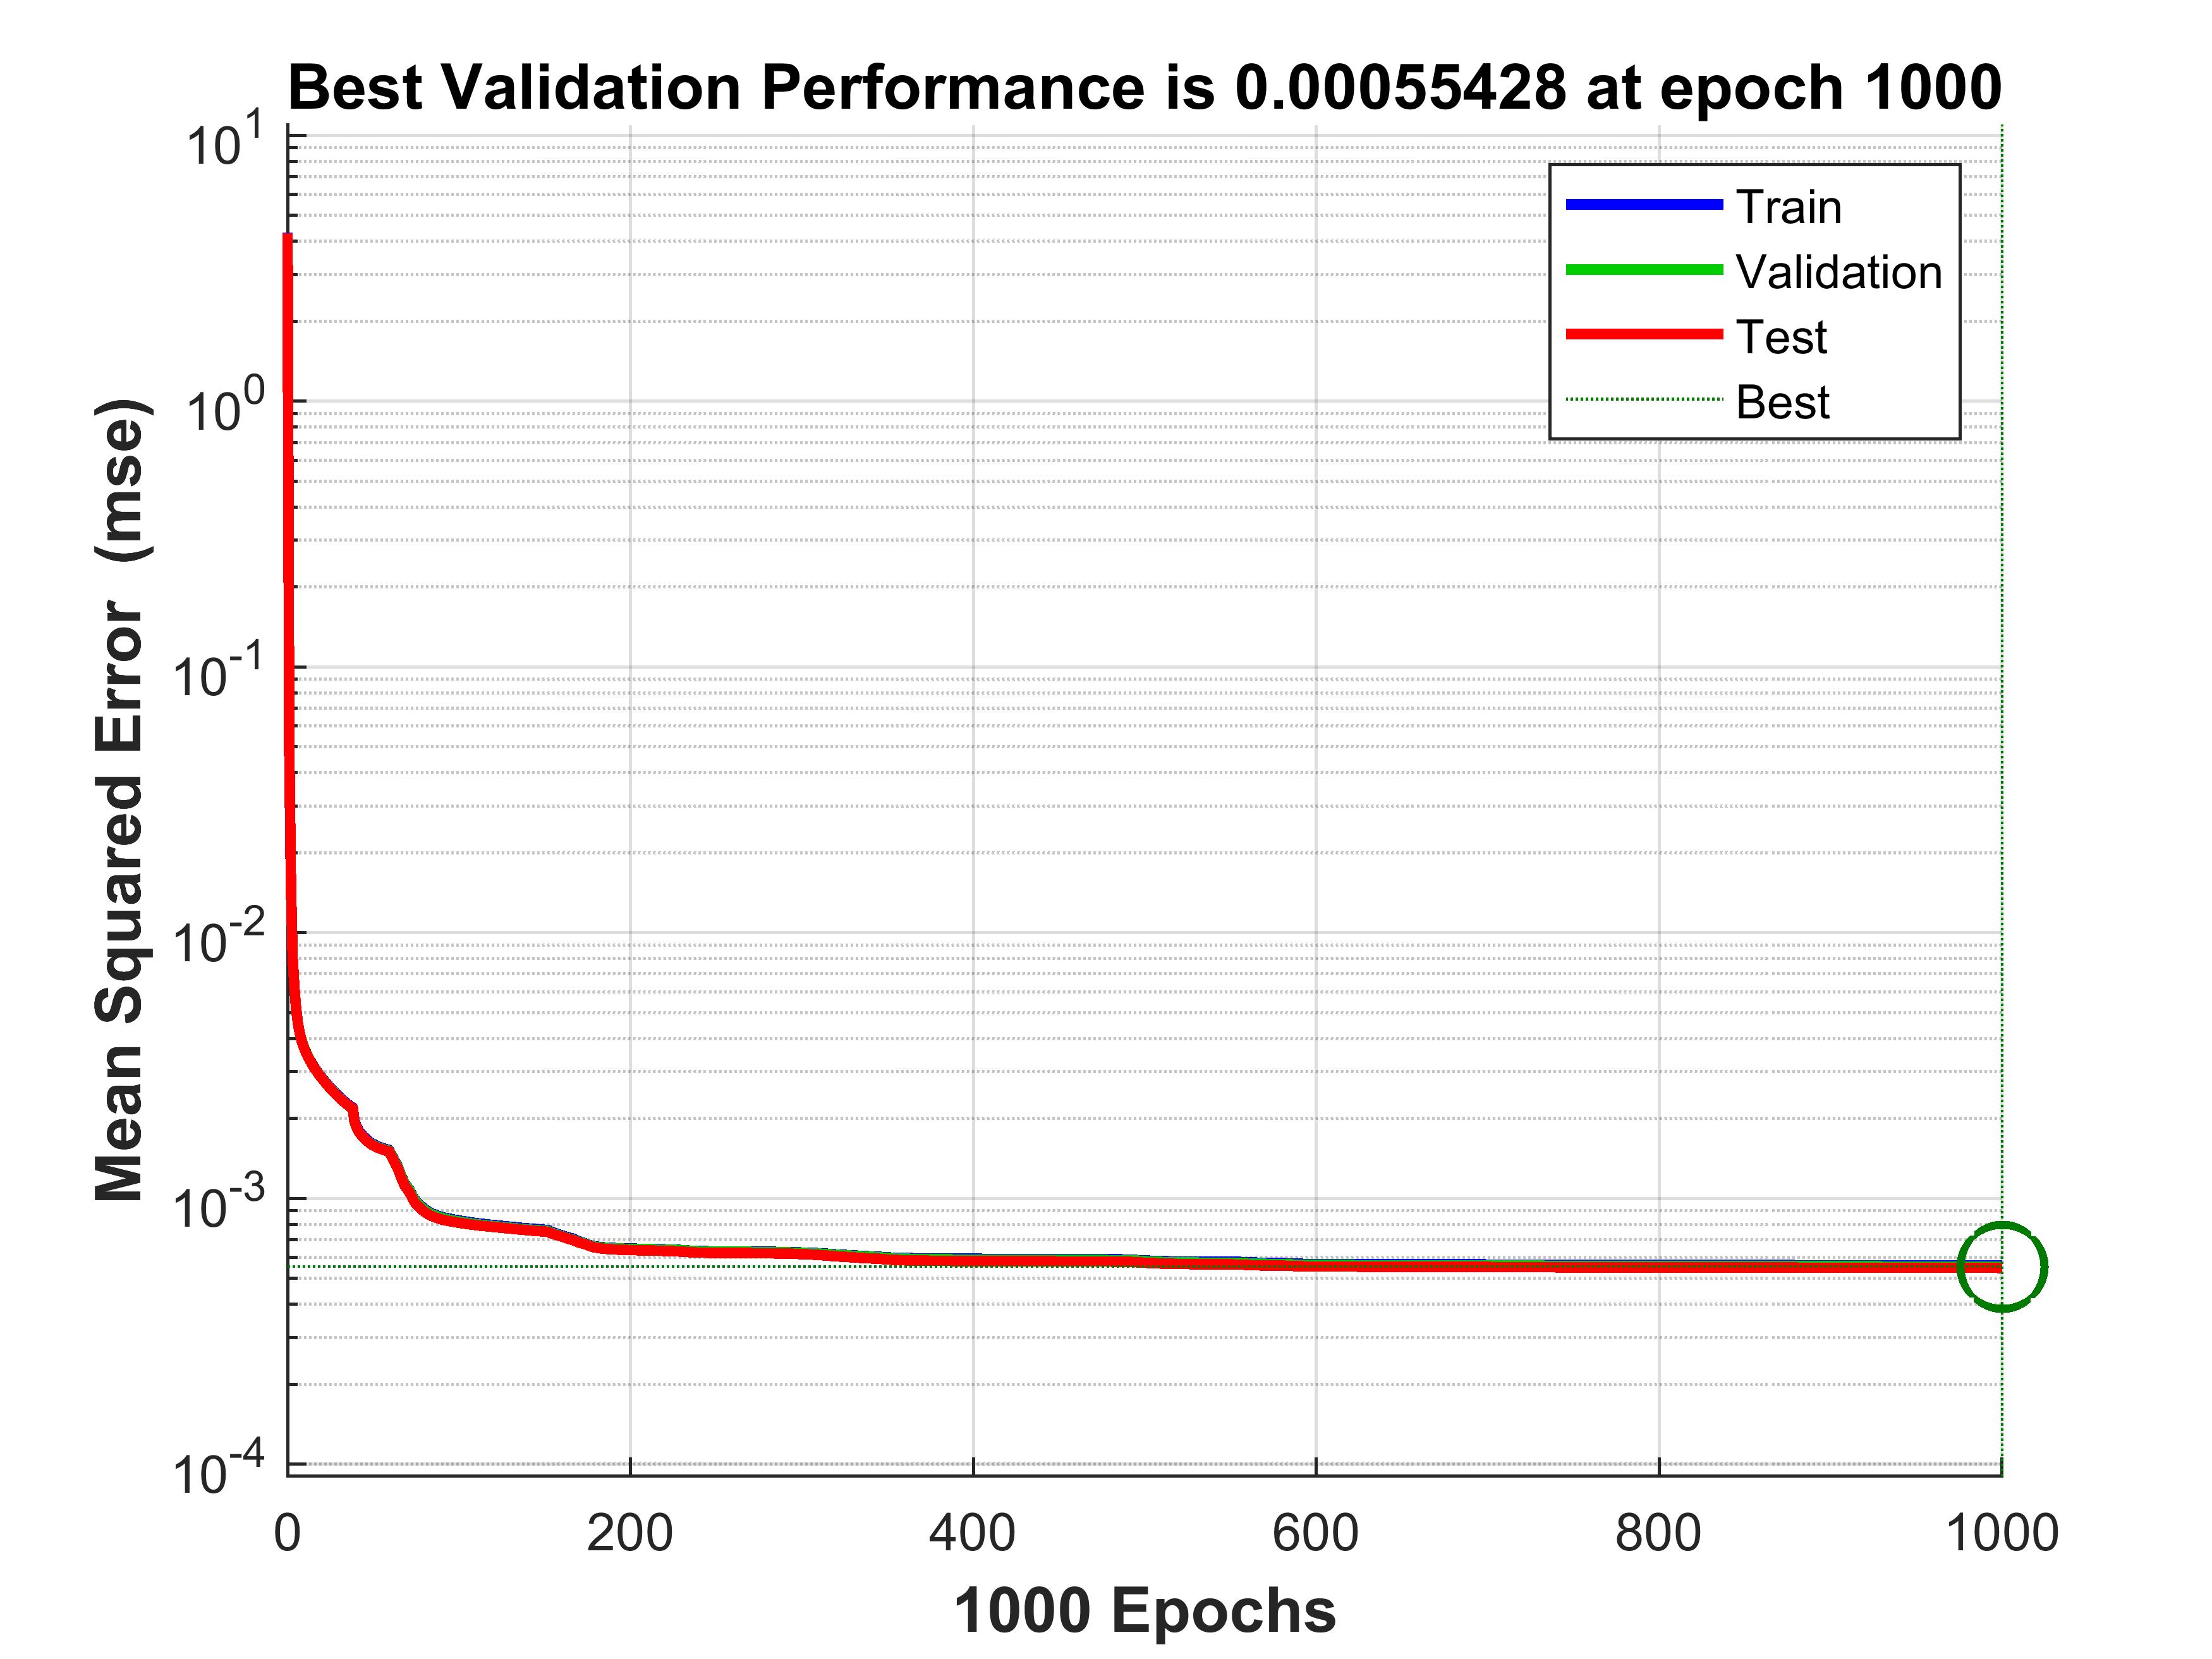 Best Validation Performance is 0.00055428 at epoch 1000
10^1
10^0
10^-1
10^-2
10^-3
10^-4
Mean Squared Error (mse)
Train
Validation
Test
Best
0 200 400 600 800 1000
1000 Epochs